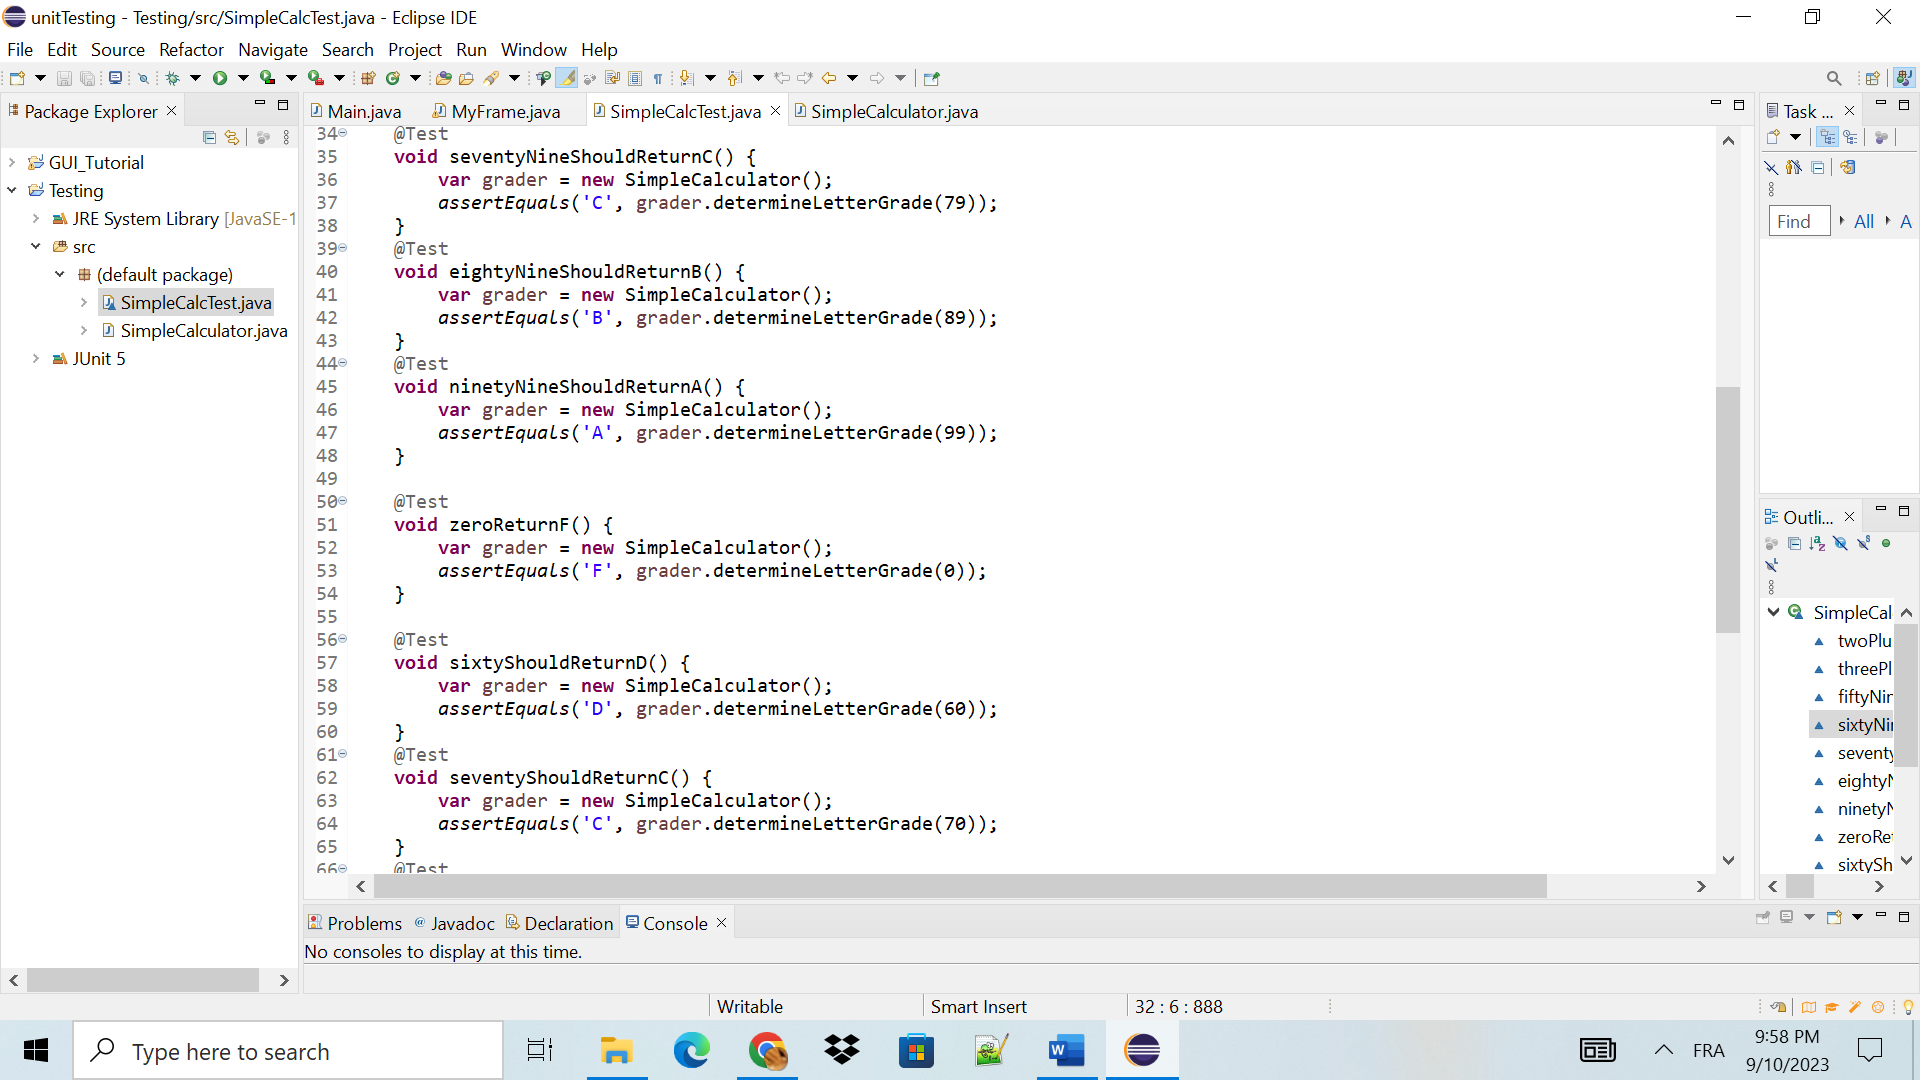 unitTesting - Testing/src/SimpleCalcTest.java - Eclipse IDE
File Edit Source Refactor Navigate Search Project Run Window Help
Package Explorer
GUI_Tutorial
Testing
JRE System Library [JavaSE-1
src
(default package)
SimpleCalcTest.java
SimpleCalculator.java
JUnit 5
Main.java MyFrame.java SimpleCalcTest.java SimpleCalculator.java
34 @Test
35 void seventyNineShouldReturnC() {
36 var grader = new SimpleCalculator();
37 assertEquals('C', grader.determineLetterGrade(79));
38 }
39 @Test
40 void eightyNineShouldReturnB() {
41 var grader = new SimpleCalculator();
42 assertEquals('B', grader.determineLetterGrade(89));
43 }
44 @Test
45 void ninetyNineShouldReturnA() {
46 var grader = new SimpleCalculator();
47 assertEquals('A', grader.determineLetterGrade(99));
48 }
49
50 @Test
51 void zeroReturnF() {
52 var grader = new SimpleCalculator();
53 assertEquals('F', grader.determineLetterGrade(0));
54 }
55
56 @Test
57 void sixtyShouldReturnD() {
58 var grader = new SimpleCalculator();
59 assertEquals('D', grader.determineLetterGrade(60));
60 }
61 @Test
62 void seventyShouldReturnC() {
63 var grader = new SimpleCalculator();
64 assertEquals('C', grader.determineLetterGrade(70));
65 }
66 @Test
Task ...
Find All A
Outli...
SimpleCal
twoPlu
threePl
fiftyNin
sixtyNin
seventy
eightyN
ninetyN
zeroRet
sixtySh
Problems Javadoc Declaration Console
No consoles to display at this time.
Writable Smart Insert 32 : 6 : 888
Type here to search
FRA
9:58 PM
9/10/2023